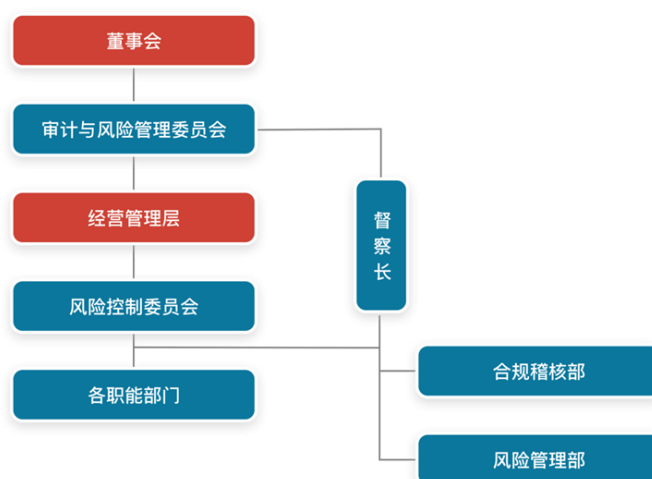 董事会
审计与风险管理委员会
经营管理层
督察长
风险控制委员会
合规稽核部
各职能部门
风险管理部